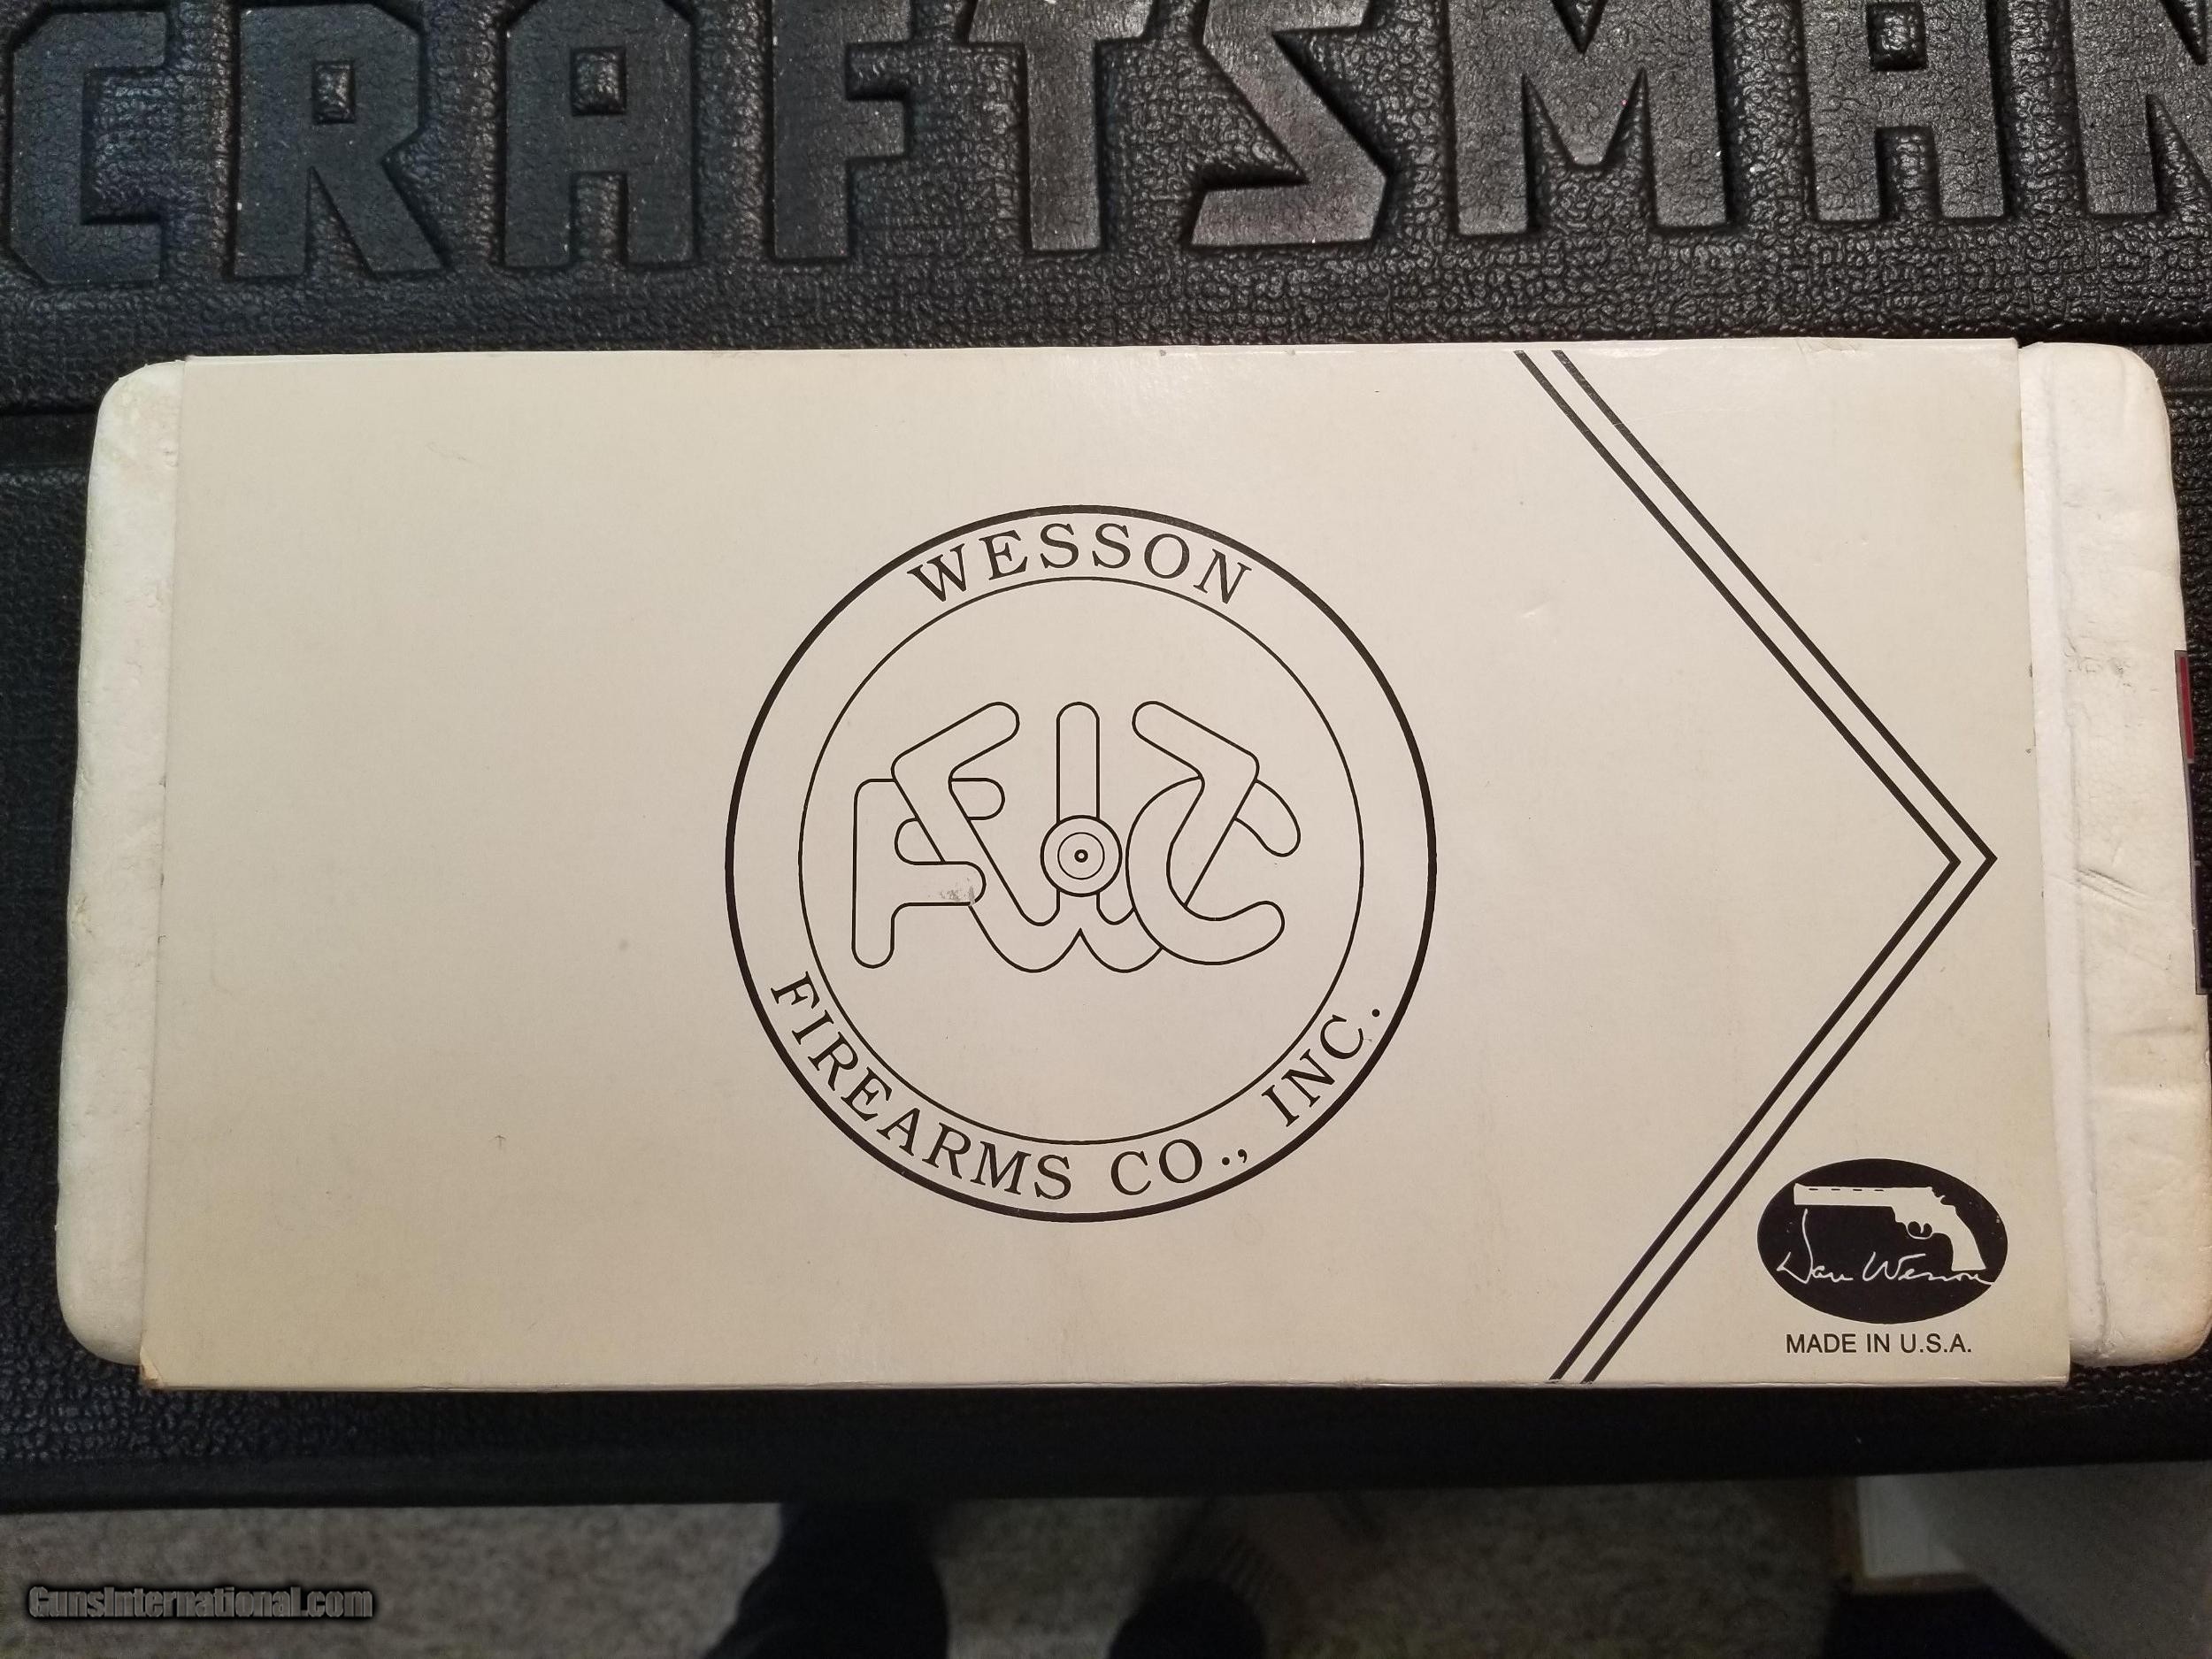 CRAFTSMAN
WESSON
FWC
FIREARMS CO., INC.
Dan Wesson
MADE IN U.S.A.
GunsInternational.com